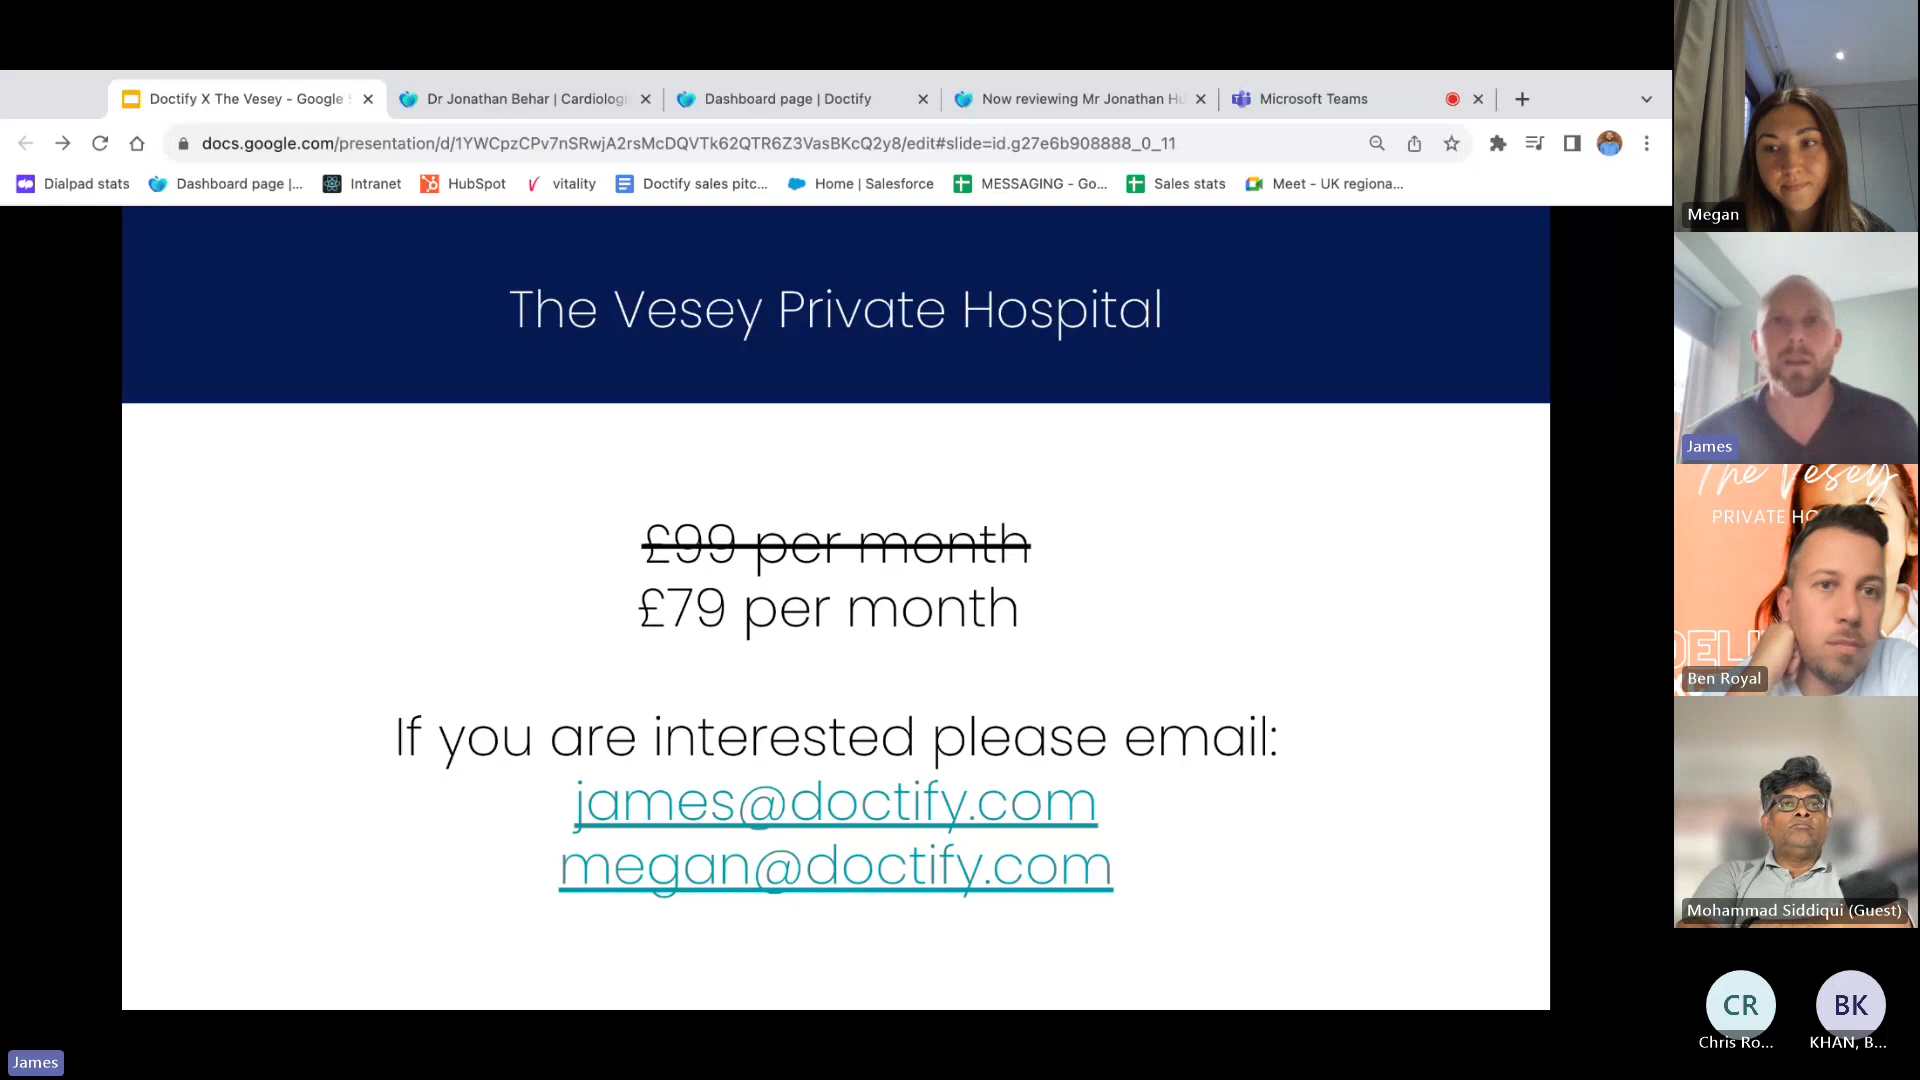 Doctify X The Vesey - Google S
Dr Jonathan Behar | Cardiologi
Dashboard page | Doctify
Now reviewing Mr Jonathan Hu
Microsoft Teams
docs.google.com/presentation/d/1YWCpzCPv7nSRwjA2rsMcDQVTk62QTR6Z3VasBKcQ2y8/edit#slide=id.g27e6b908888_0_11
Dialpad stats
Dashboard page |...
Intranet
HubSpot
vitality
Doctify sales pitc...
Home | Salesforce
MESSAGING - Go...
Sales stats
Meet - UK regiona...
The Vesey Private Hospital
£99 per month
£79 per month
If you are interested please email:
james@doctify.com
megan@doctify.com
James
Megan
James
The Vesey
PRIVATE HO
DEL
Ben Royal
Mohammad Siddiqui (Guest)
CR
Chris Ro...
BK
KHAN, B...